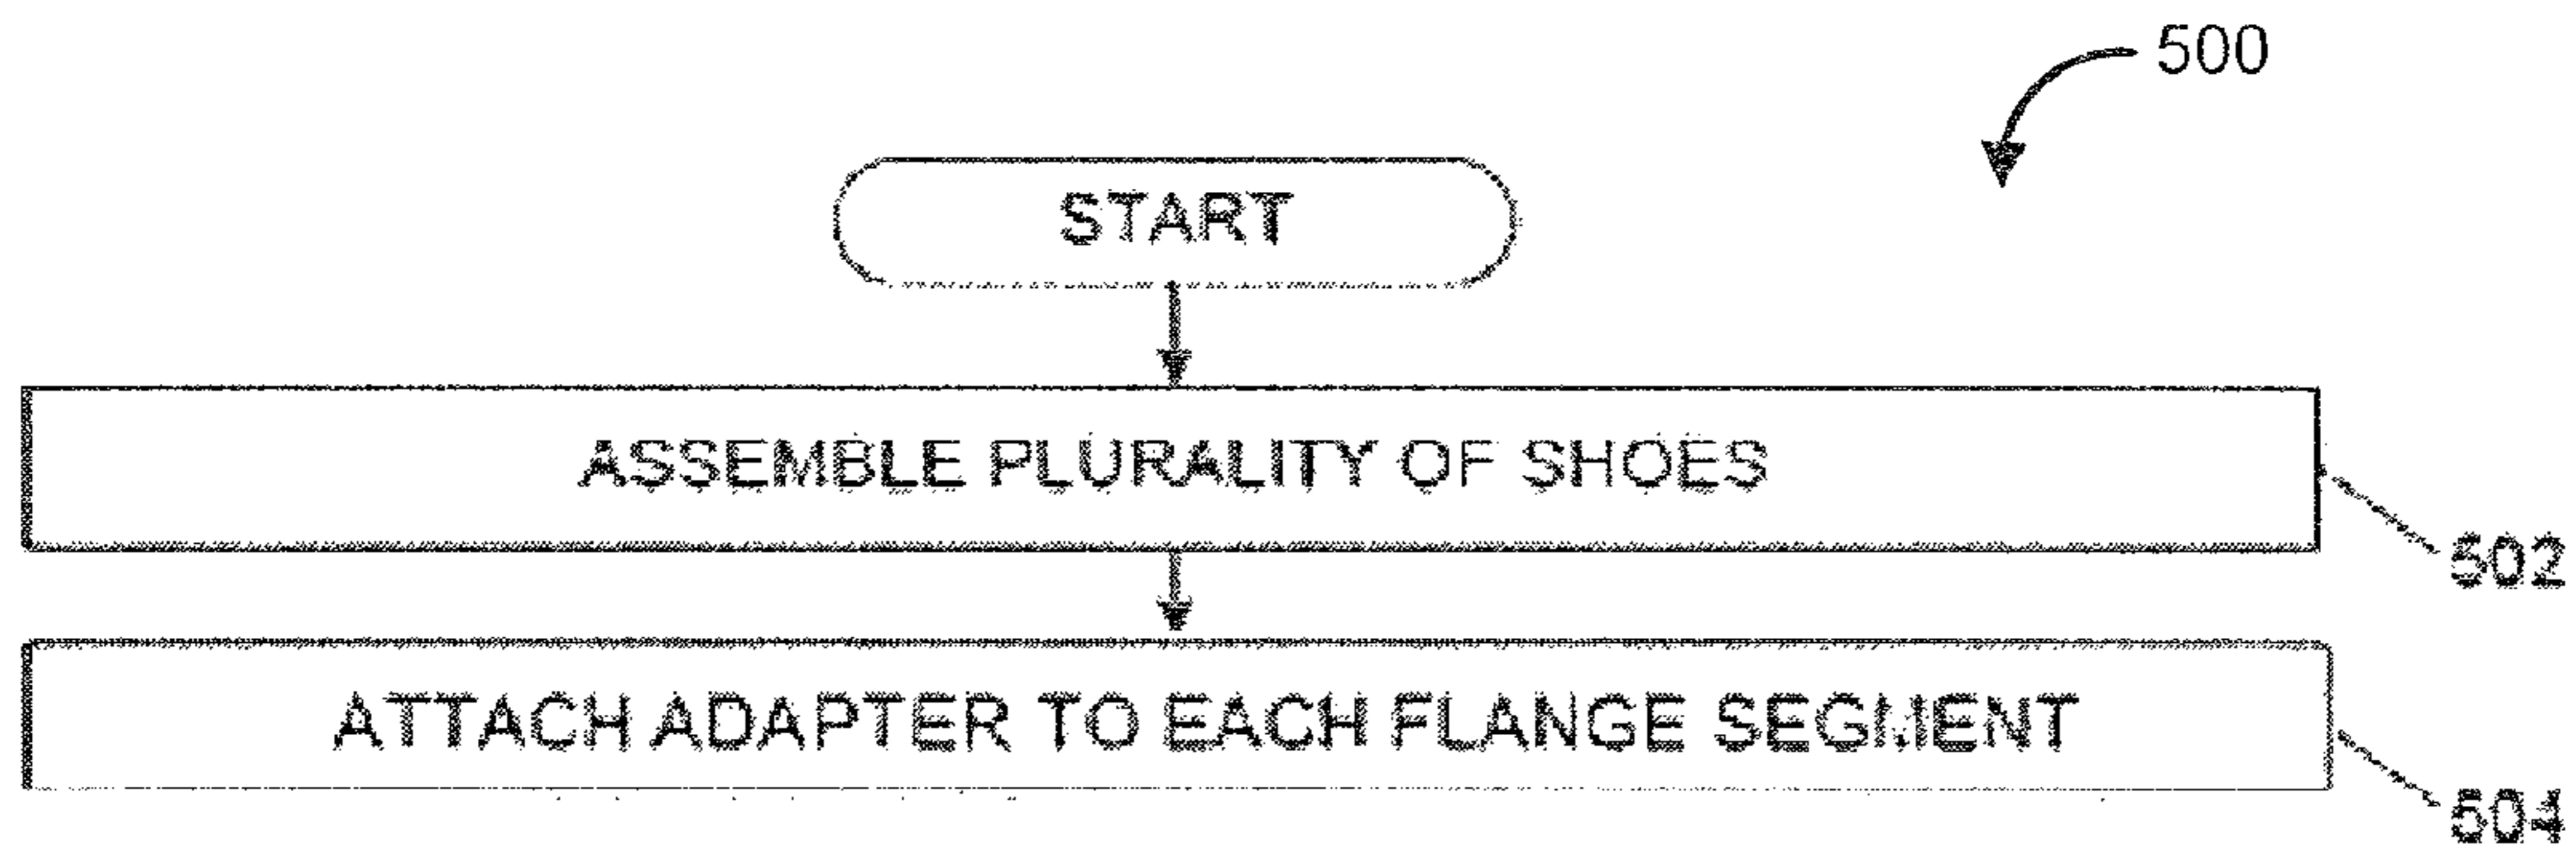 500
START
ASSEMBLE PLURALITY OF SHOES
502
ATTACH ADAPTER TO EACH FLANGE SEGMENT
504